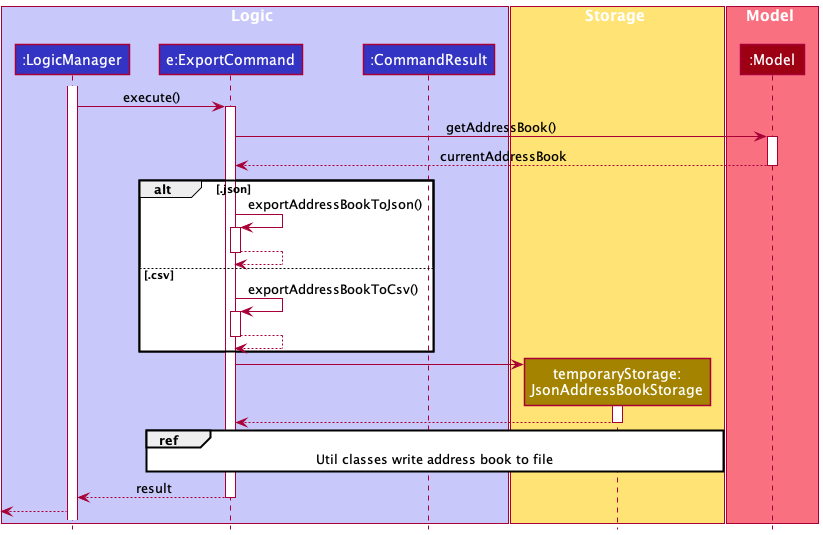 Logic
Storage
Model
:LogicManager
e:ExportCommand
:CommandResult
:Model
execute()
getAddressBook()
currentAddressBook
alt
[.json]
exportAddressBookToJson()
[.csv]
exportAddressBookToCsv()
temporaryStorage:
JsonAddressBookStorage
ref
Util classes write address book to file
result